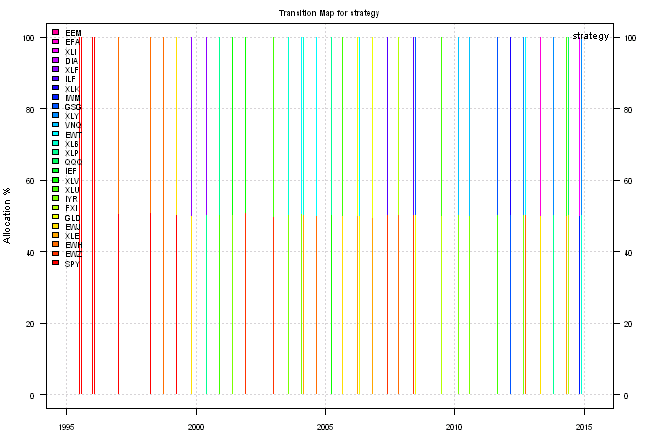 Transition Map for strategy
strategy
Allocation %
100
80
60
40
20
0
100
80
60
40
20
0
1995
2000
2005
2010
2015
EEM
EFA
XLI
DIA
XLF
ILF
XLK
IWM
GSG
XLY
VNQ
EWT
XLB
XLP
QQQ
IEF
XLV
XLU
IYR
FXI
GLD
EWJ
XLE
EWH
EWZ
SPY